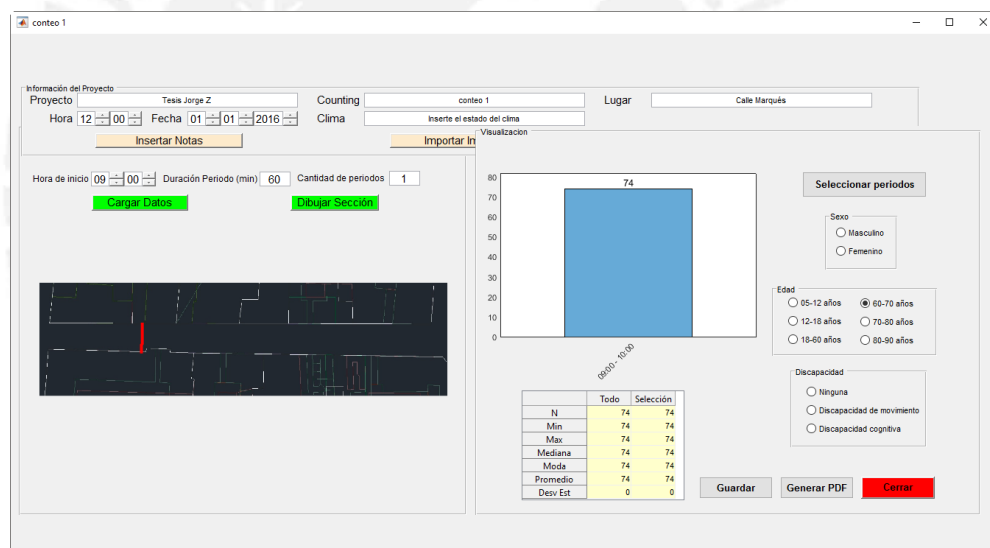 conteo 1
Información del Proyecto
Proyecto Tesis Jorge Z Counting conteo 1 Lugar Calle Marqués
Hora 12 00 Fecha 01 01 2016 Clima Inserte el estado del clima
Insertar Notas Importar Im
Visualizacion
Hora de inicio 09 00 Duración Periodo (min) 60 Cantidad de periodos 1
Cargar Datos Dibujar Sección
80
70
60
50
40
30
20
10
0
74
09:00 - 10:00
Todo Selección
N 74 74
Min 74 74
Max 74 74
Mediana 74 74
Moda 74 74
Promedio 74 74
Desv Est 0 0
Seleccionar periodos
Sexo
Masculino
Femenino
Edad
05-12 años 60-70 años
12-18 años 70-80 años
18-60 años 80-90 años
Discapacidad
Ninguna
Discapacidad de movimiento
Discapacidad cognitiva
Guardar Generar PDF Cerrar